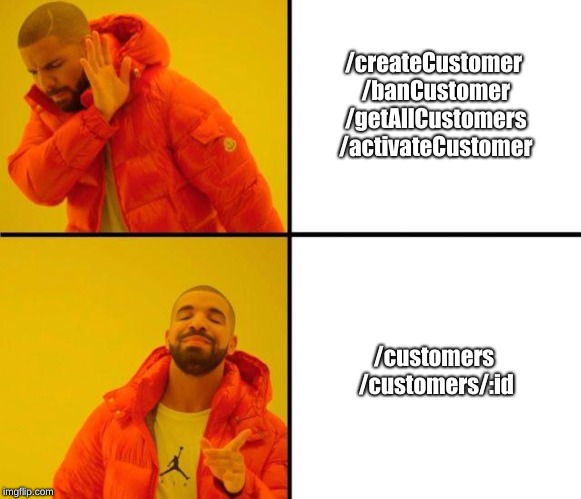 /createCustomer
/banCustomer
/getAllCustomers
/activateCustomer
/customers
/customers/:id
imgflip.com